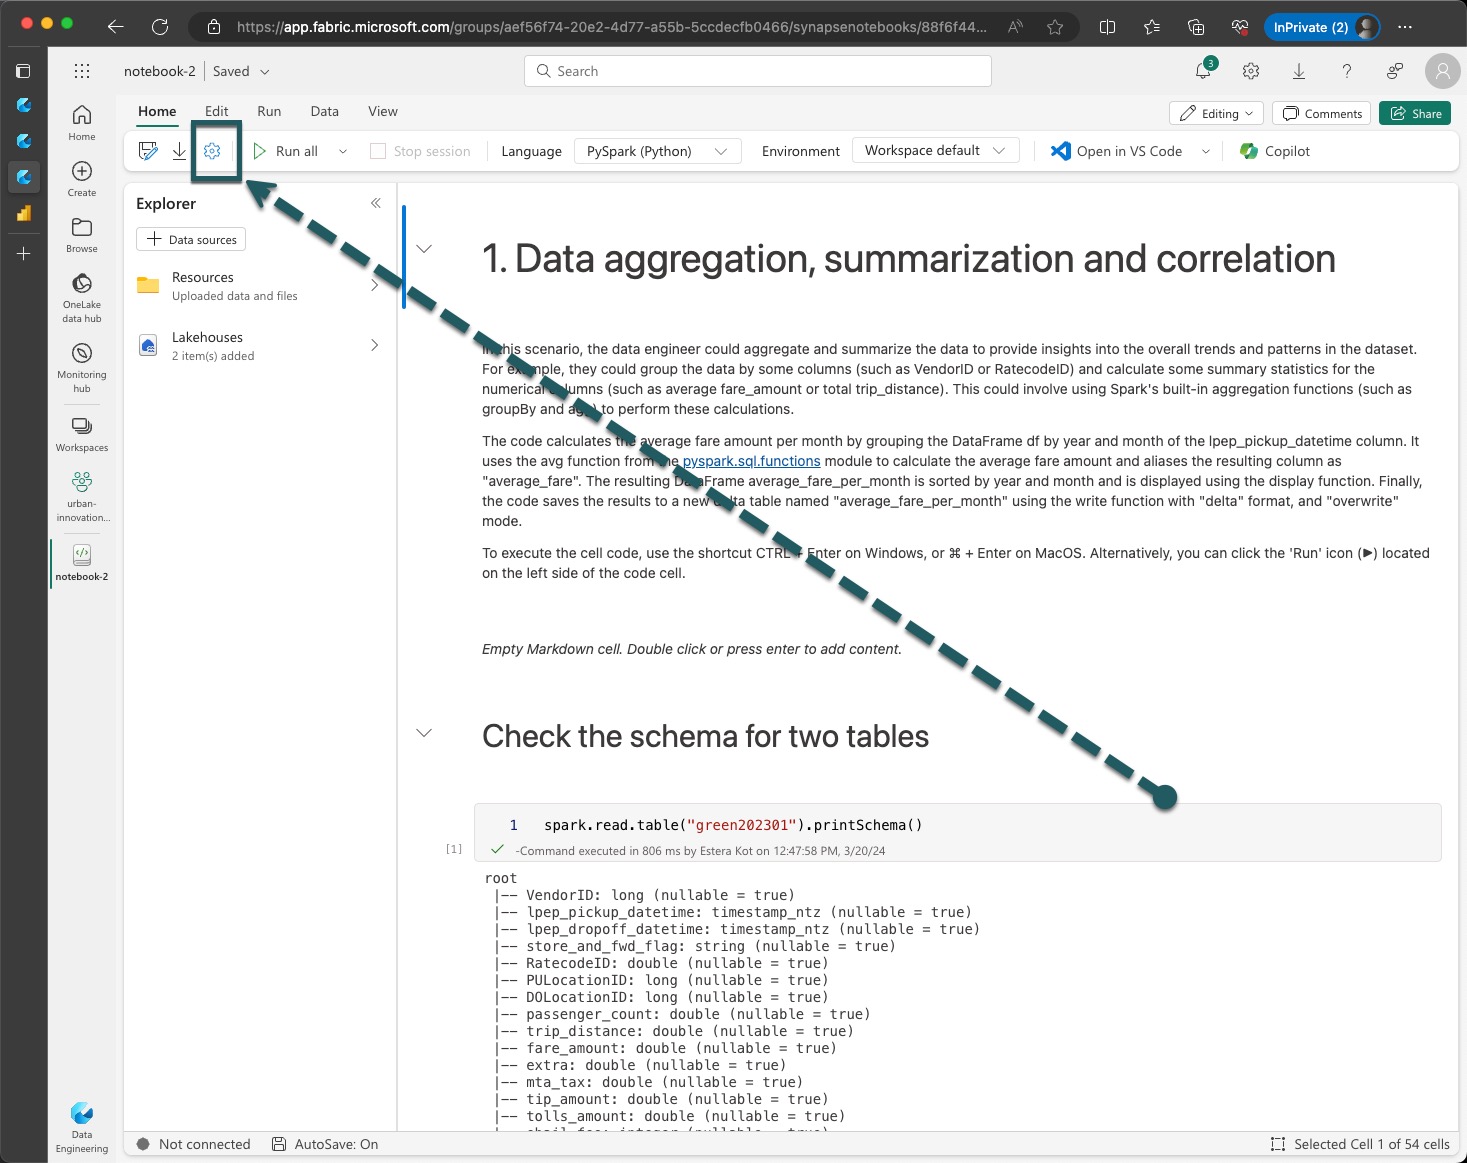 https://app.fabric.microsoft.com/groups/aef56f74-20e2-4d77-a55b-5ccdecfb0466/synapsenotebooks/88f6f44...
InPrivate (2)
notebook-2
Saved
Search
3
Home
Edit
Run
Data
View
Editing
Comments
Share
Run all
Stop session
Language
PySpark (Python)
Environment
Workspace default
Open in VS Code
Copilot
Home
Create
Browse
OneLake
data hub
Monitoring
hub
Workspaces
urban-
innovation...
notebook-2
Data
Engineering
Explorer
Data sources
Resources
Uploaded data and files
Lakehouses
2 item(s) added
1. Data aggregation, summarization and correlation
In this scenario, the data engineer could aggregate and summarize the data to provide insights into the overall trends and patterns in the dataset.
For example, they could group the data by some columns (such as VendorID or RatecodeID) and calculate some summary statistics for the
numerical columns (such as average fare_amount or total trip_distance). This could involve using Spark's built-in aggregation functions (such as
groupBy and agg) to perform these calculations.
The code calculates the average fare amount per month by grouping the DataFrame df by year and month of the lpep_pickup_datetime column. It
uses the avg function from the pyspark.sql.functions module to calculate the average fare amount and aliases the resulting column as
"average_fare". The resulting DataFrame average_fare_per_month is sorted by year and month and is displayed using the display function. Finally,
the code saves the results to a new delta table named "average_fare_per_month" using the write function with "delta" format, and "overwrite"
mode.
To execute the cell code, use the shortcut CTRL + Enter on Windows, or ⌘ + Enter on MacOS. Alternatively, you can click the 'Run' icon (▶) located
on the left side of the code cell.
Empty Markdown cell. Double click or press enter to add content.
Check the schema for two tables
1 spark.read.table("green202301").printSchema()
[1]
-Command executed in 806 ms by Estera Kot on 12:47:58 PM, 3/20/24
root
|-- VendorID: long (nullable = true)
|-- lpep_pickup_datetime: timestamp_ntz (nullable = true)
|-- lpep_dropoff_datetime: timestamp_ntz (nullable = true)
|-- store_and_fwd_flag: string (nullable = true)
|-- RatecodeID: double (nullable = true)
|-- PULocationID: long (nullable = true)
|-- DOLocationID: long (nullable = true)
|-- passenger_count: double (nullable = true)
|-- trip_distance: double (nullable = true)
|-- fare_amount: double (nullable = true)
|-- extra: double (nullable = true)
|-- mta_tax: double (nullable = true)
|-- tip_amount: double (nullable = true)
|-- tolls_amount: double (nullable = true)
Not connected
AutoSave: On
Selected Cell 1 of 54 cells